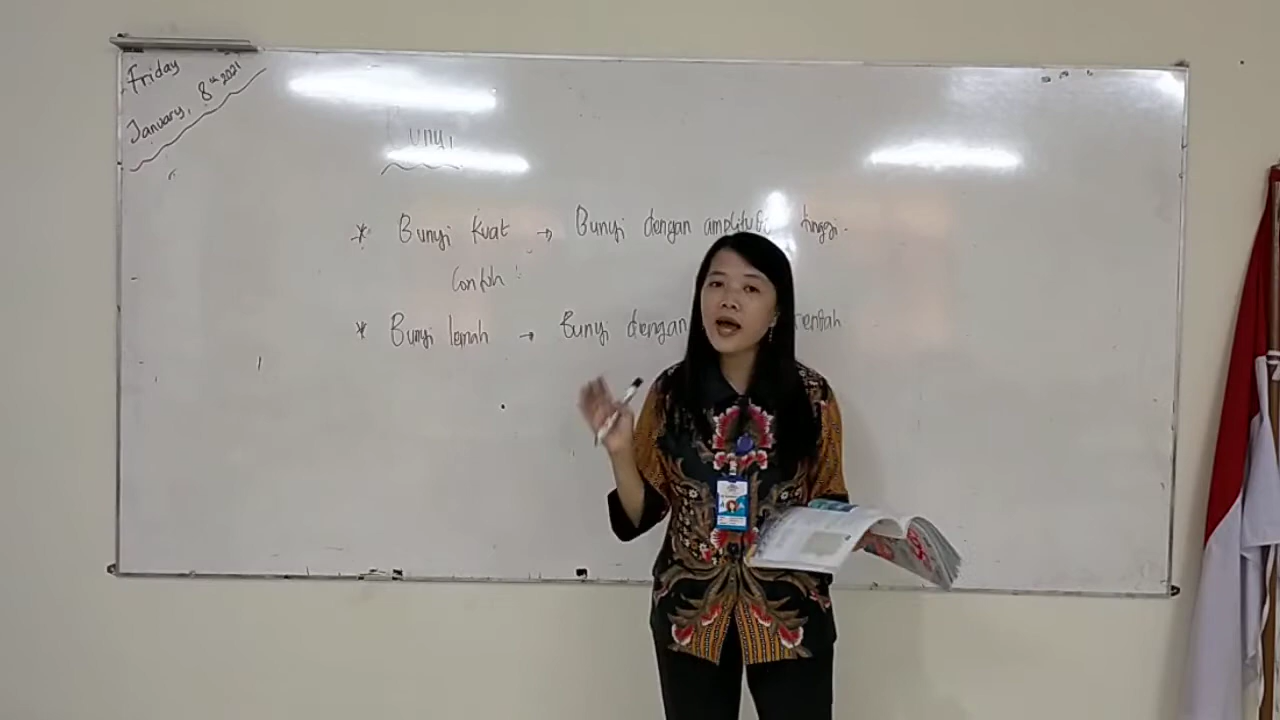 Friday
January, 8th 2021
Bunyi
* Bunyi kuat → Bunyi dengan amplitudo tinggi.
Contoh :
* Bunyi lemah → Bunyi dengan rendah